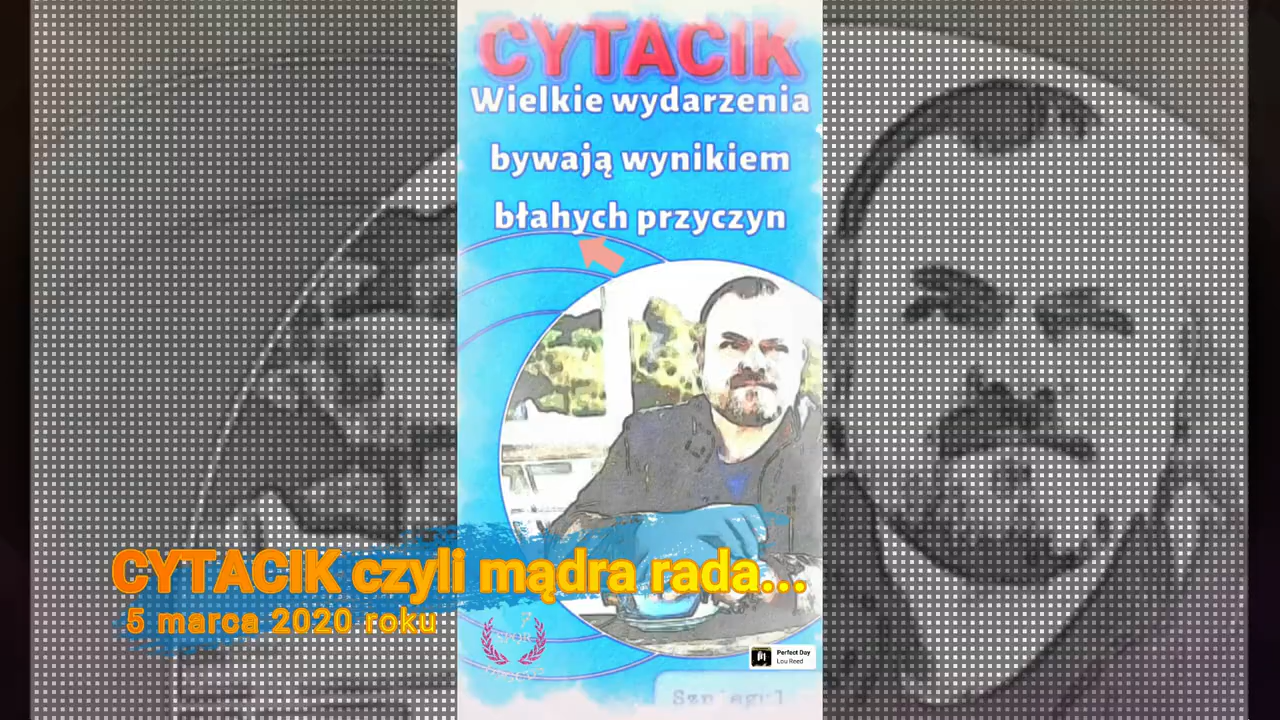 CYTACIK
Wielkie wydarzenia
bywają wynikiem
błahych przyczyn
CYTACIK czyli mądra rada...
5 marca 2020 roku
7
Perfect Day
Lou Reed